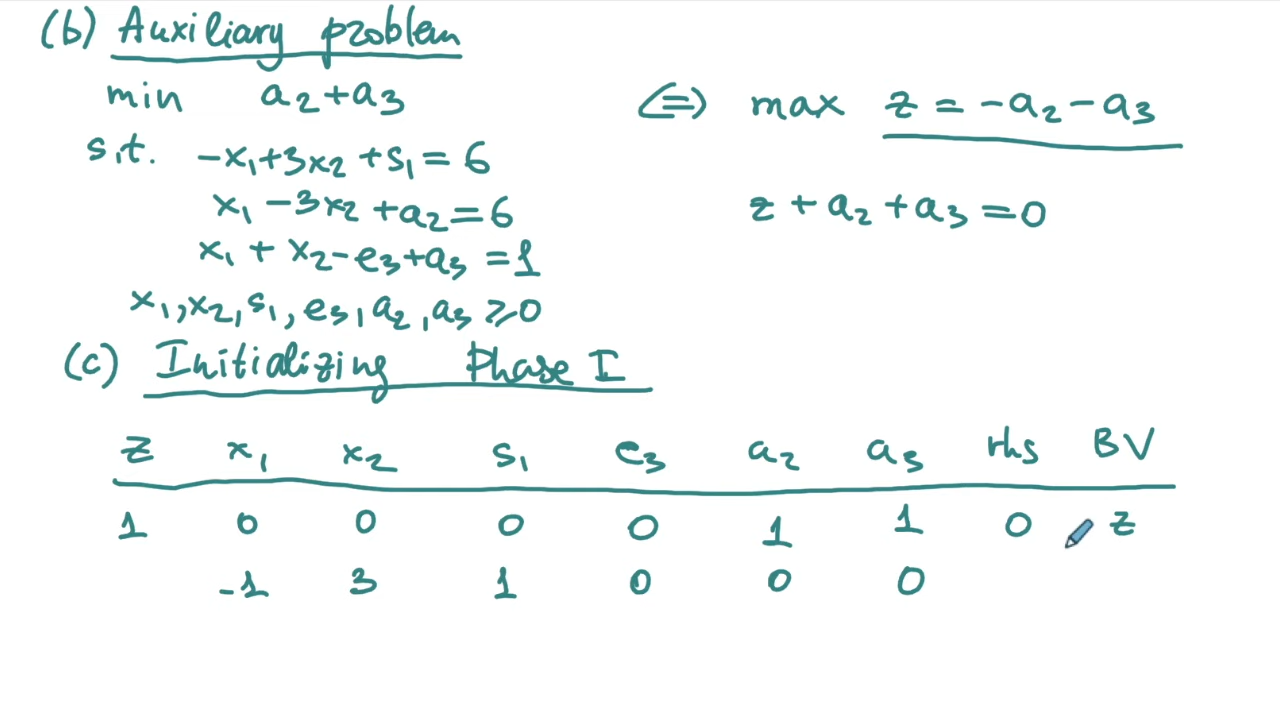 (b) Auxiliary problem
min a₂+a₃ ⇔ max z = -a₂-a₃
s.t. -x₁+3x₂+s₁=6
x₁-3x₂+a₂=6 z+a₂+a₃=0
x₁+x₂-e₃+a₃=1
x₁,x₂,s₁,e₃,a₂,a₃≥0
(c) Initializing Phase I
z x₁ x₂ s₁ e₃ a₂ a₃ rhs BV
1 0 0 0 0 1 1 0 z
-1 3 1 0 0 0